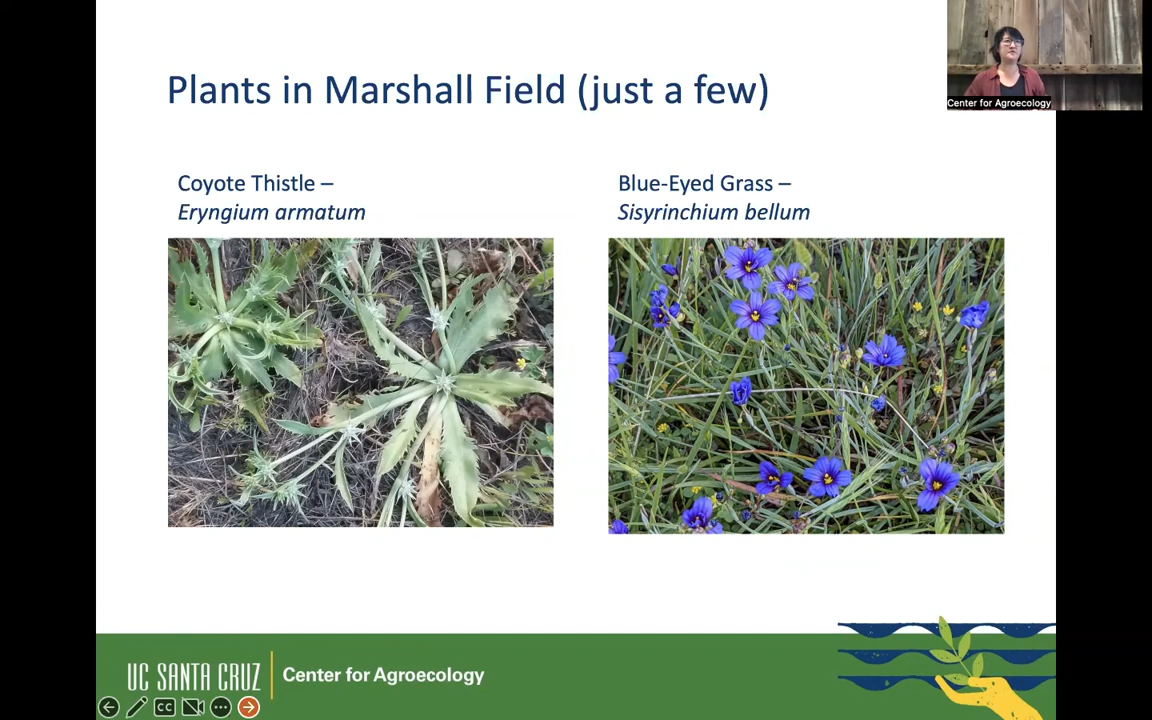 Plants in Marshall Field (just a few)
Center for Agroecology
Coyote Thistle –
Eryngium armatum
Blue-Eyed Grass –
Sisyrinchium bellum
UC SANTA CRUZ
Center for Agroecology
CC